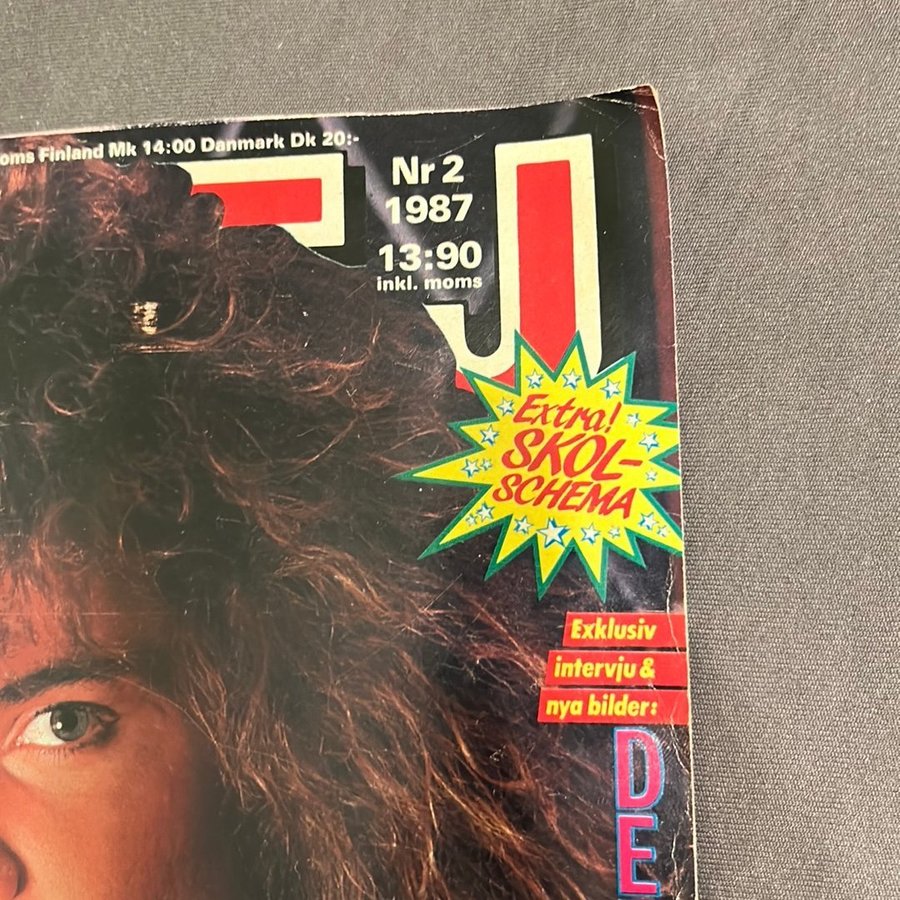 oms Finland Mk 14:00 Danmark Dk 20:-
Nr 2
1987
13:90
inkl. moms
Extra!
SKOL-
SCHEMA
Exklusiv
intervju &
nya bilder:
DE